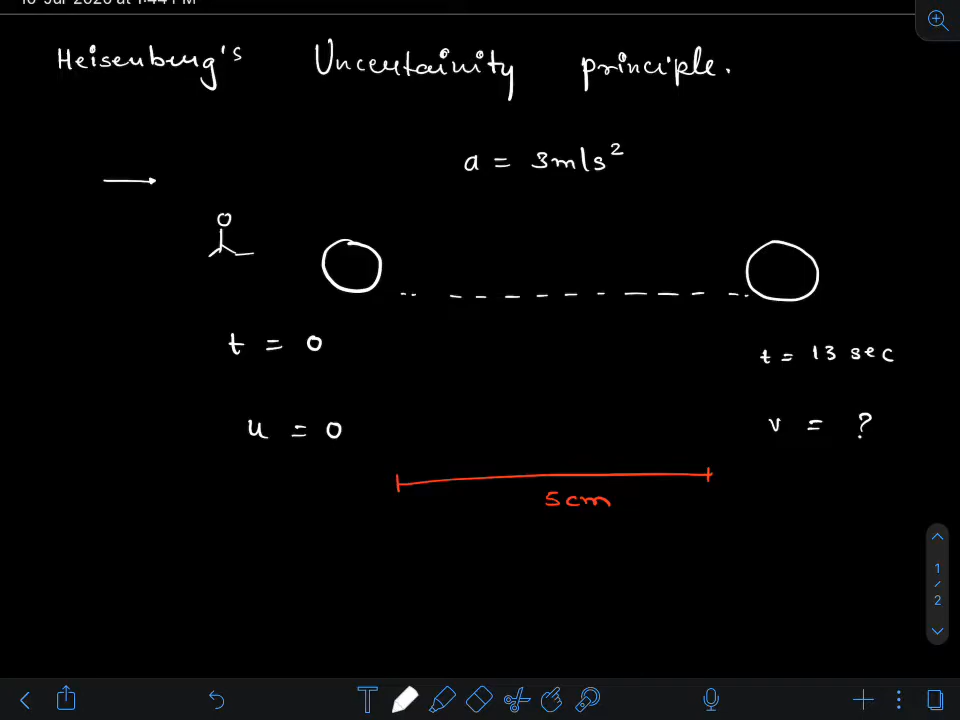 Heisenberg's Uncertainity principle.
a = 3m/s²
t = 0
t = 13 sec
u = 0
v = ?
5cm
1
/
2